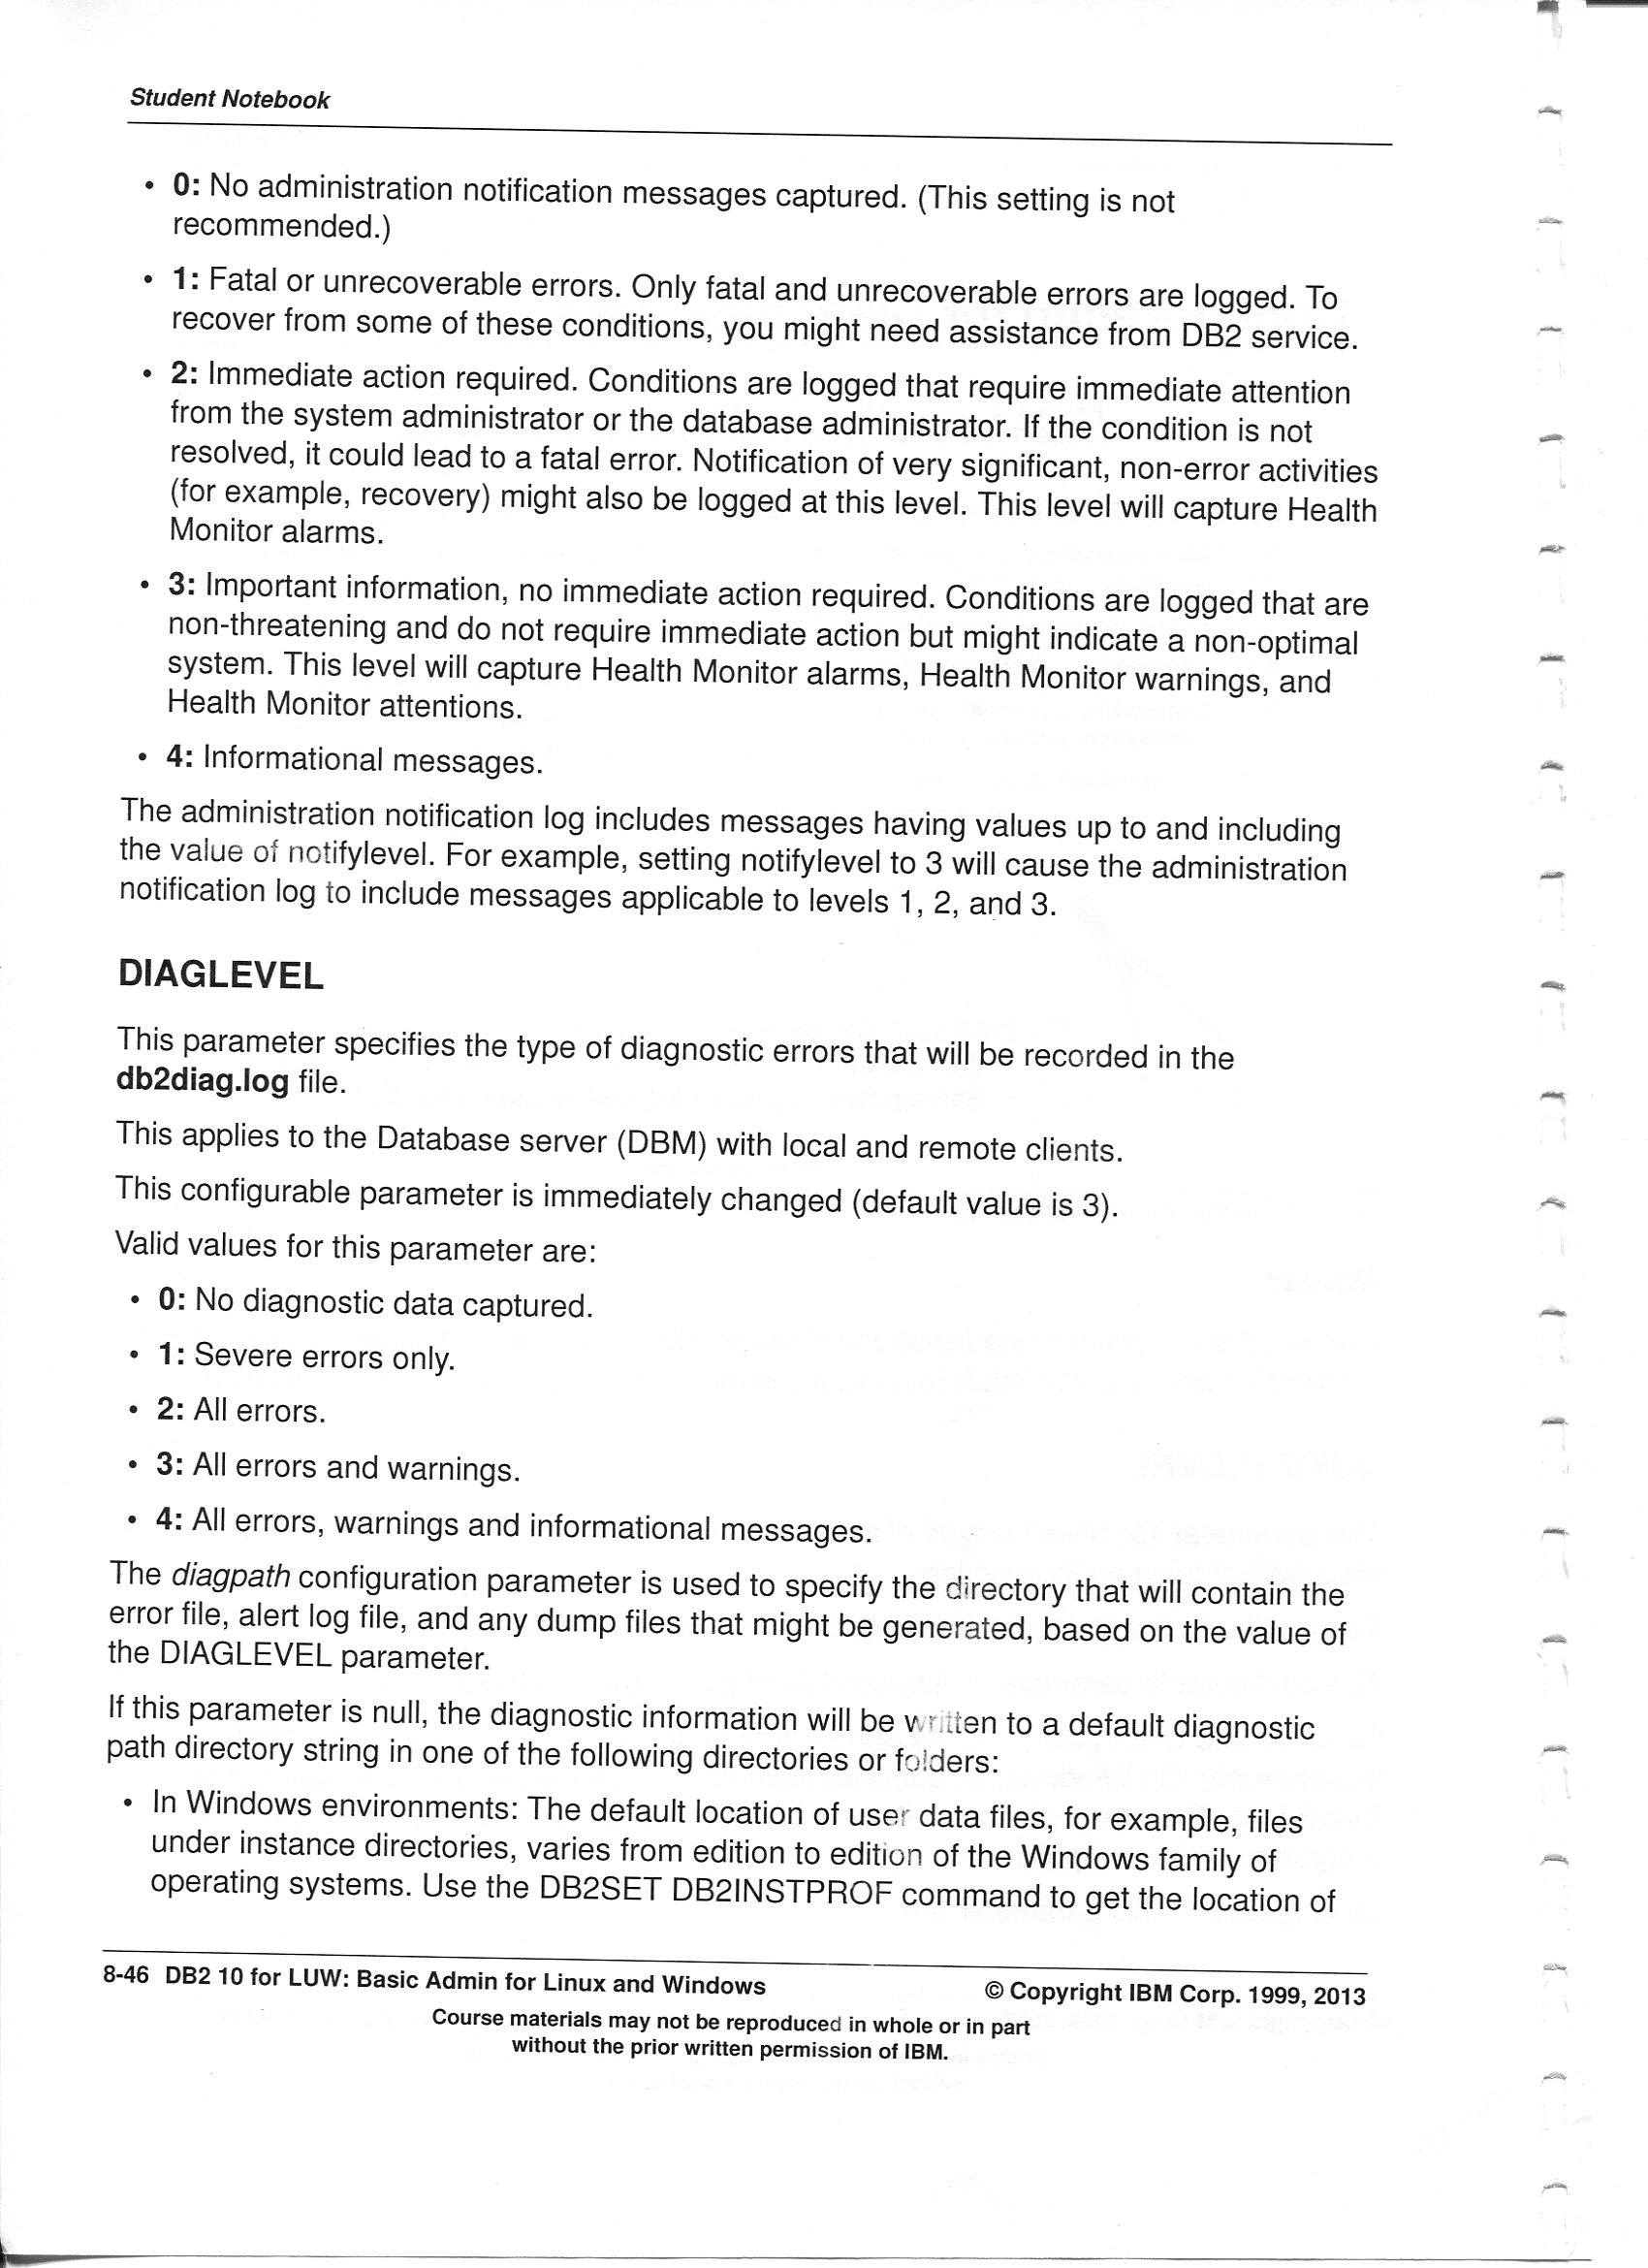 Student Notebook
• 0: No administration notification messages captured. (This setting is not
recommended.)
• 1: Fatal or unrecoverable errors. Only fatal and unrecoverable errors are logged. To
recover from some of these conditions, you might need assistance from DB2 service.
• 2: Immediate action required. Conditions are logged that require immediate attention
from the system administrator or the database administrator. If the condition is not
resolved, it could lead to a fatal error. Notification of very significant, non-error activities
(for example, recovery) might also be logged at this level. This level will capture Health
Monitor alarms.
• 3: Important information, no immediate action required. Conditions are logged that are
non-threatening and do not require immediate action but might indicate a non-optimal
system. This level will capture Health Monitor alarms, Health Monitor warnings, and
Health Monitor attentions.
• 4: Informational messages.
The administration notification log includes messages having values up to and including
the value of notifylevel. For example, setting notifylevel to 3 will cause the administration
notification log to include messages applicable to levels 1, 2, and 3.
DIAGLEVEL
This parameter specifies the type of diagnostic errors that will be recorded in the
db2diag.log file.
This applies to the Database server (DBM) with local and remote clients.
This configurable parameter is immediately changed (default value is 3).
Valid values for this parameter are:
• 0: No diagnostic data captured.
• 1: Severe errors only.
• 2: All errors.
• 3: All errors and warnings.
• 4: All errors, warnings and informational messages.
The diagpath configuration parameter is used to specify the directory that will contain the
error file, alert log file, and any dump files that might be generated, based on the value of
the DIAGLEVEL parameter.
If this parameter is null, the diagnostic information will be written to a default diagnostic
path directory string in one of the following directories or folders:
• In Windows environments: The default location of user data files, for example, files
under instance directories, varies from edition to edition of the Windows family of
operating systems. Use the DB2SET DB2INSTPROF command to get the location of
8-46 DB2 10 for LUW: Basic Admin for Linux and Windows © Copyright IBM Corp. 1999, 2013
Course materials may not be reproduced in whole or in part
without the prior written permission of IBM.